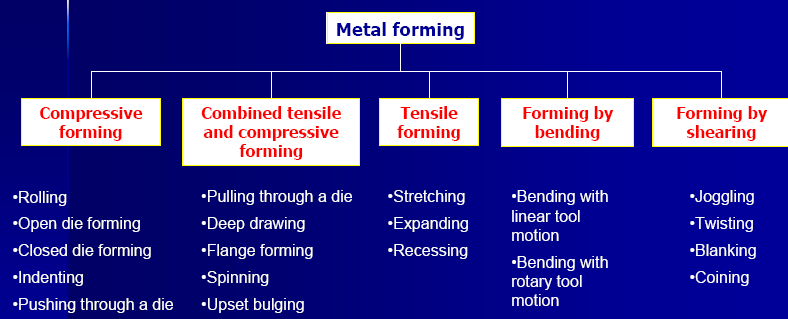 Metal forming
Compressive
forming
Combined tensile
and compressive
forming
Tensile
forming
Forming by
bending
Forming by
shearing
•Rolling
•Open die forming
•Closed die forming
•Indenting
•Pushing through a die
•Pulling through a die
•Deep drawing
•Flange forming
•Spinning
•Upset bulging
•Stretching
•Expanding
•Recessing
•Bending with
linear tool
motion
•Bending with
rotary tool
motion
•Joggling
•Twisting
•Blanking
•Coining